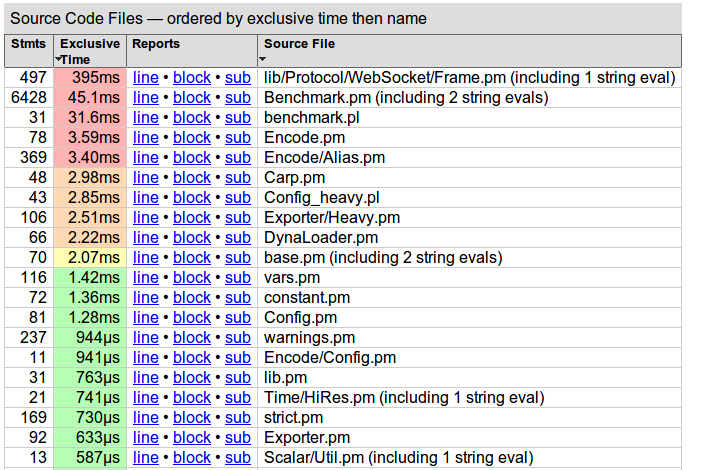 Source Code Files — ordered by exclusive time then name
Stmts Exclusive Time Reports Source File
497 395ms line • block • sub lib/Protocol/WebSocket/Frame.pm (including 1 string eval)
6428 45.1ms line • block • sub Benchmark.pm (including 2 string evals)
31 31.6ms line • block • sub benchmark.pl
78 3.59ms line • block • sub Encode.pm
369 3.40ms line • block • sub Encode/Alias.pm
48 2.98ms line • block • sub Carp.pm
43 2.85ms line • block • sub Config_heavy.pl
106 2.51ms line • block • sub Exporter/Heavy.pm
66 2.22ms line • block • sub DynaLoader.pm
70 2.07ms line • block • sub base.pm (including 2 string evals)
116 1.42ms line • block • sub vars.pm
72 1.36ms line • block • sub constant.pm
81 1.28ms line • block • sub Config.pm
237 944µs line • block • sub warnings.pm
11 941µs line • block • sub Encode/Config.pm
31 763µs line • block • sub lib.pm
21 741µs line • block • sub Time/HiRes.pm (including 1 string eval)
169 730µs line • block • sub strict.pm
92 633µs line • block • sub Exporter.pm
13 587µs line • block • sub Scalar/Util.pm (including 1 string eval)